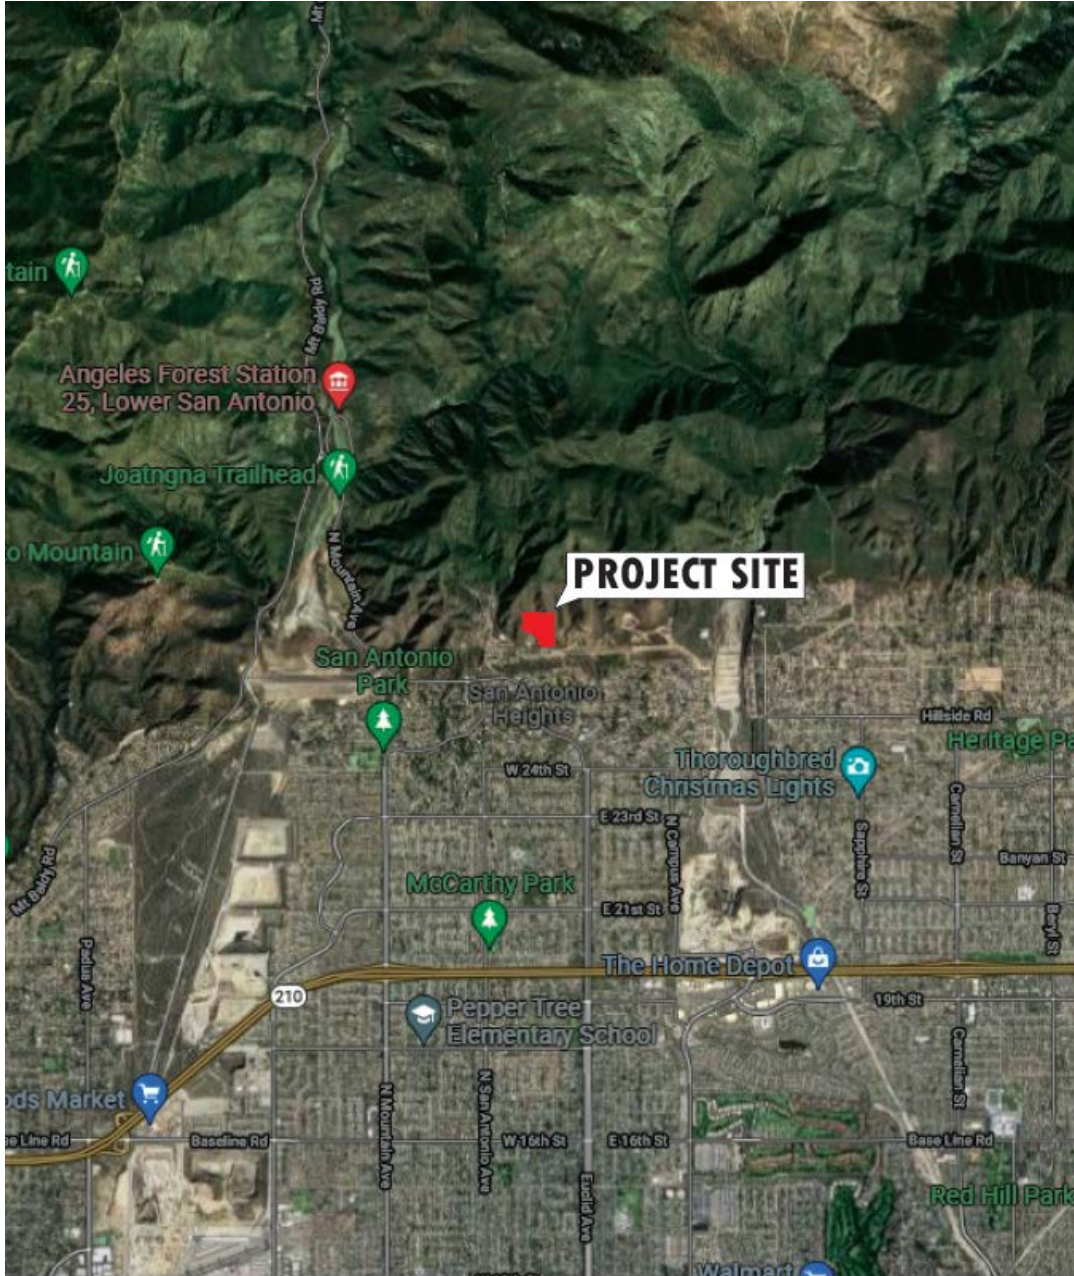 Mt
tain
Mt Baldy Rd
Angeles Forest Station
25, Lower San Antonio
Joatngna Trailhead
o Mountain
N Mountain Ave
PROJECT SITE
San Antonio
Park
San Antonio
Heights
Hillside Rd
Heritage Pa
Thoroughbred
Christmas Lights
W 24th St
E 23rd St
N Campus Ave
Sapphire St
Carnelian St
Banyan St
Mt Baldy Rd
McCarthy Park
E 21st St
Beryl St
Padua Ave
The Home Depot
210
19th St
Pepper Tree
Elementary School
Carnelian St
ods Market
N Mountain Ave
N San Antonio Ave
se Line Rd
Baseline Rd
W 16th St
E 16th St
Base Line Rd
Euclid Ave
Red Hill Park
Walmart